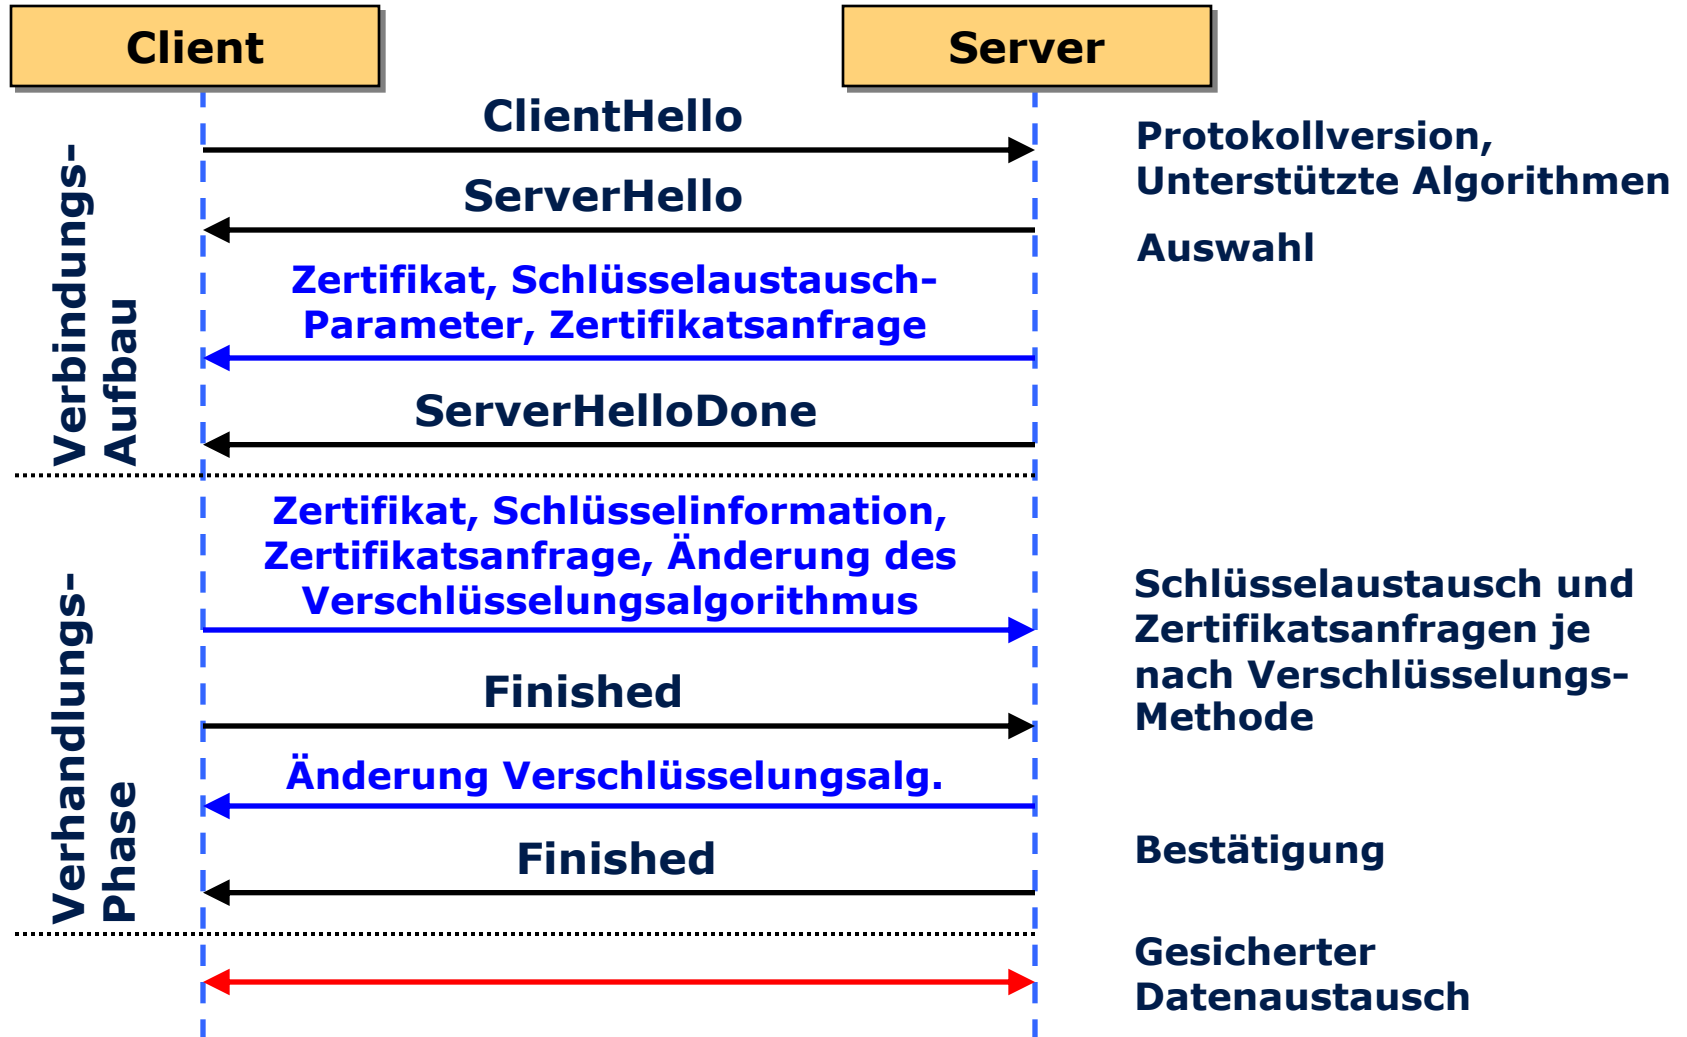 Client
Server
Verbindungs-
Aufbau
ClientHello
Protokollversion,
Unterstützte Algorithmen
ServerHello
Auswahl
Zertifikat, Schlüsselaustausch-
Parameter, Zertifikatsanfrage
ServerHelloDone
Verhandlungs-
Phase
Zertifikat, Schlüsselinformation,
Zertifikatsanfrage, Änderung des
Verschlüsselungsalgorithmus
Schlüsselaustausch und
Zertifikatsanfragen je
nach Verschlüsselungs-
Methode
Finished
Änderung Verschlüsselungsalg.
Finished
Bestätigung
Gesicherter
Datenaustausch